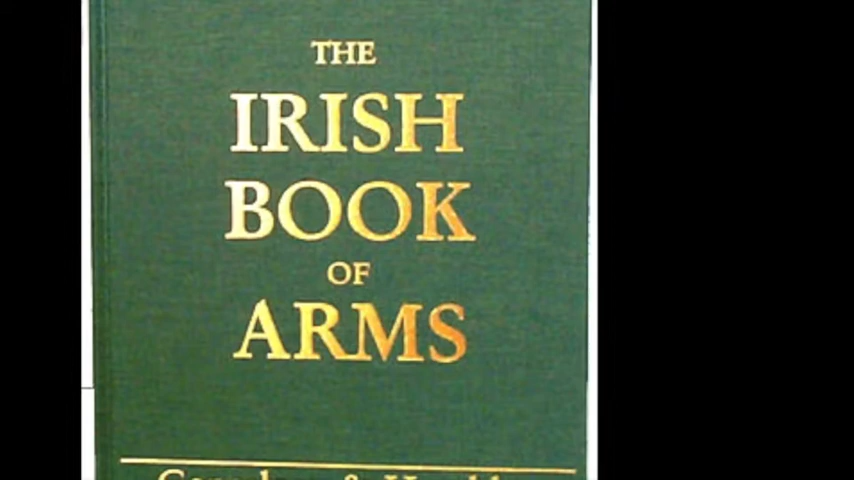 THE
IRISH
BOOK
OF
ARMS